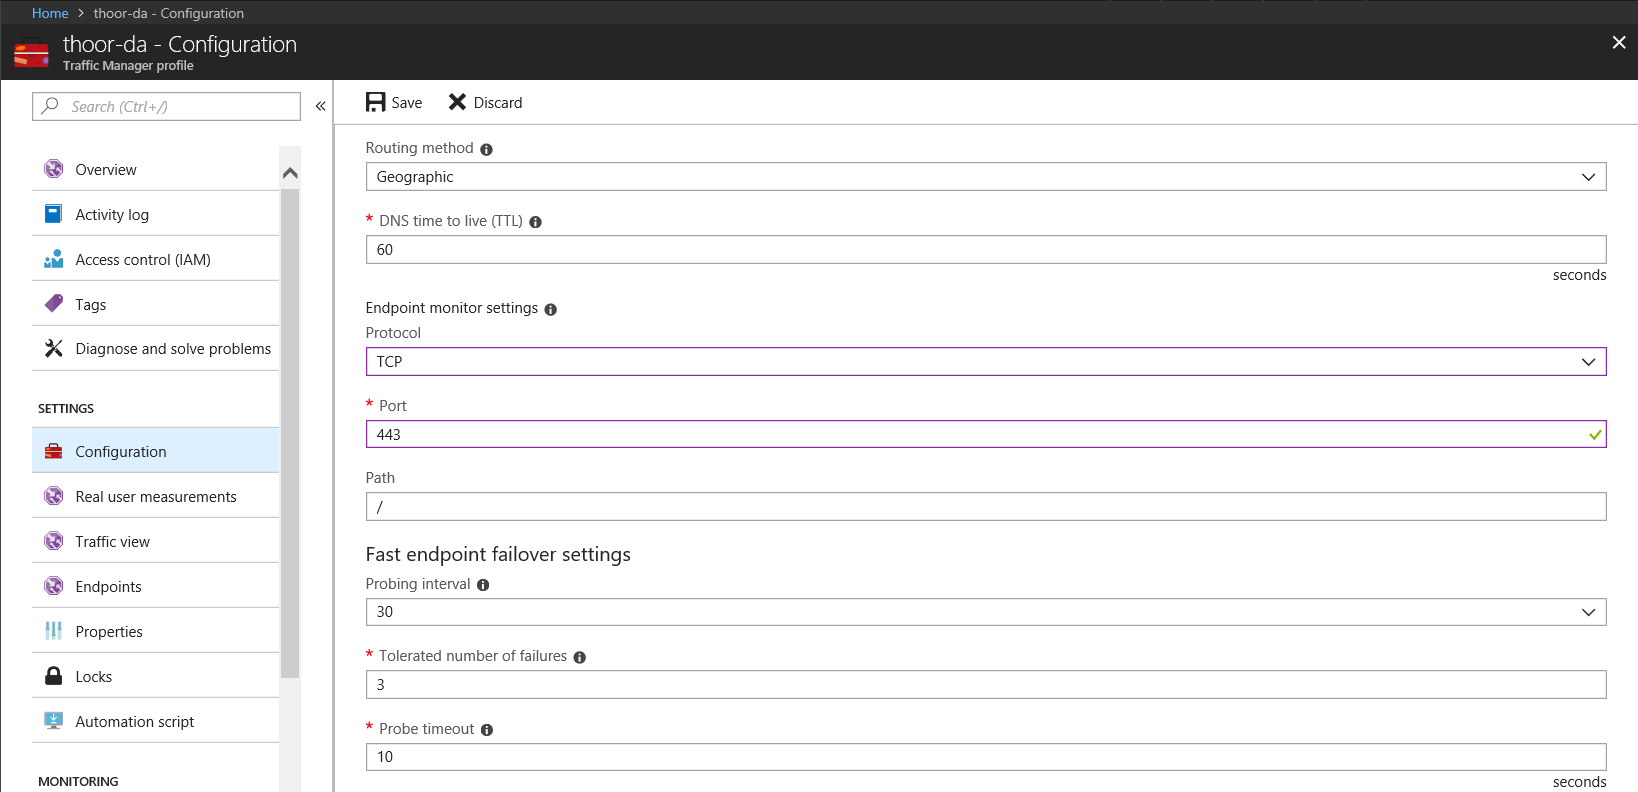 Home > thoor-da - Configuration
thoor-da - Configuration
Traffic Manager profile
Search (Ctrl+/)
«
Overview
Activity log
Access control (IAM)
Tags
Diagnose and solve problems
SETTINGS
Configuration
Real user measurements
Traffic view
Endpoints
Properties
Locks
Automation script
MONITORING
Save Discard
Routing method
Geographic
* DNS time to live (TTL)
60
seconds
Endpoint monitor settings
Protocol
TCP
* Port
443
Path
/
Fast endpoint failover settings
Probing interval
30
* Tolerated number of failures
3
* Probe timeout
10
seconds